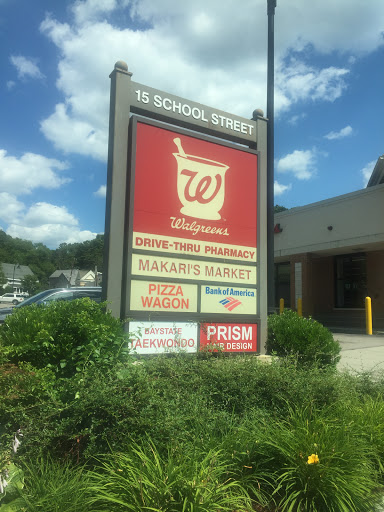 15 SCHOOL STREET
W
Walgreens
DRIVE-THRU PHARMACY
MAKARI'S MARKET
PIZZA
WAGON
Bank of America
BAYSTATE
TAEKWONDO
PRISM
HAIR DESIGN